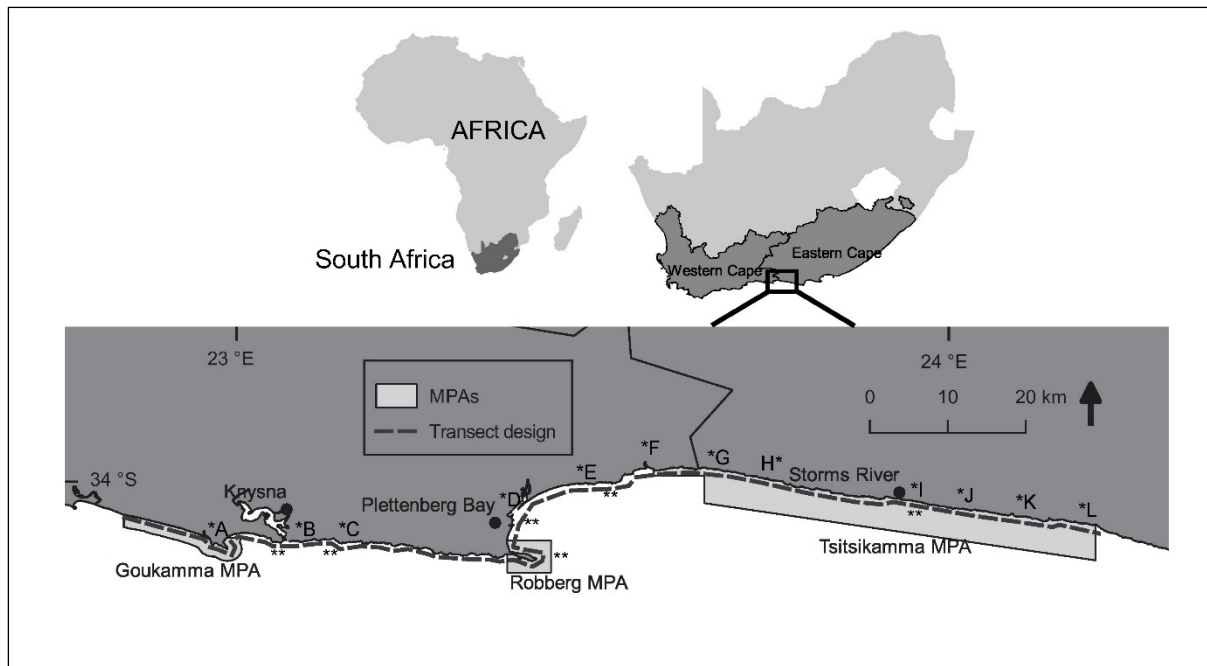 AFRICA
South Africa
Western Cape
Eastern Cape
23 °E
24 °E
MPAs
Transect design
0 10 20 km
34 °S
Knysna
Plettenberg Bay
Storms River
*A
*B
*C
*D
*E
*F
*G
H*
*I
*J
*K
*L
**
**
**
**
**
**
Goukamma MPA
Robberg MPA
Tsitsikamma MPA